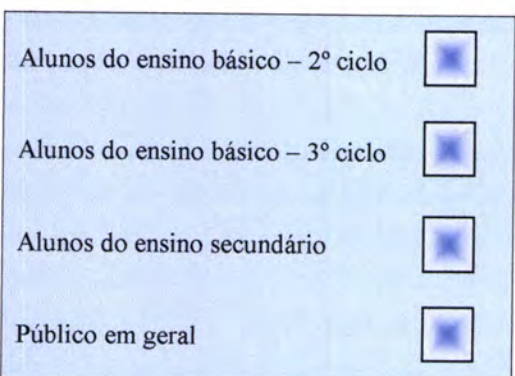 Alunos do ensino básico – 2º ciclo
Alunos do ensino básico – 3º ciclo
Alunos do ensino secundário
Público em geral